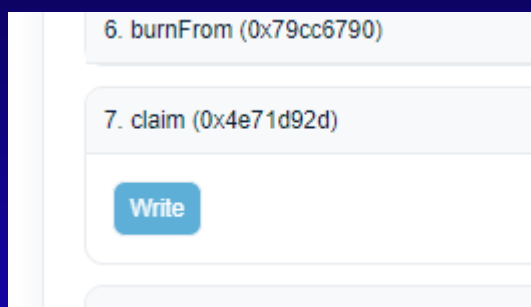 6. burnFrom (0x79cc6790)
7. claim (0x4e71d92d)
Write